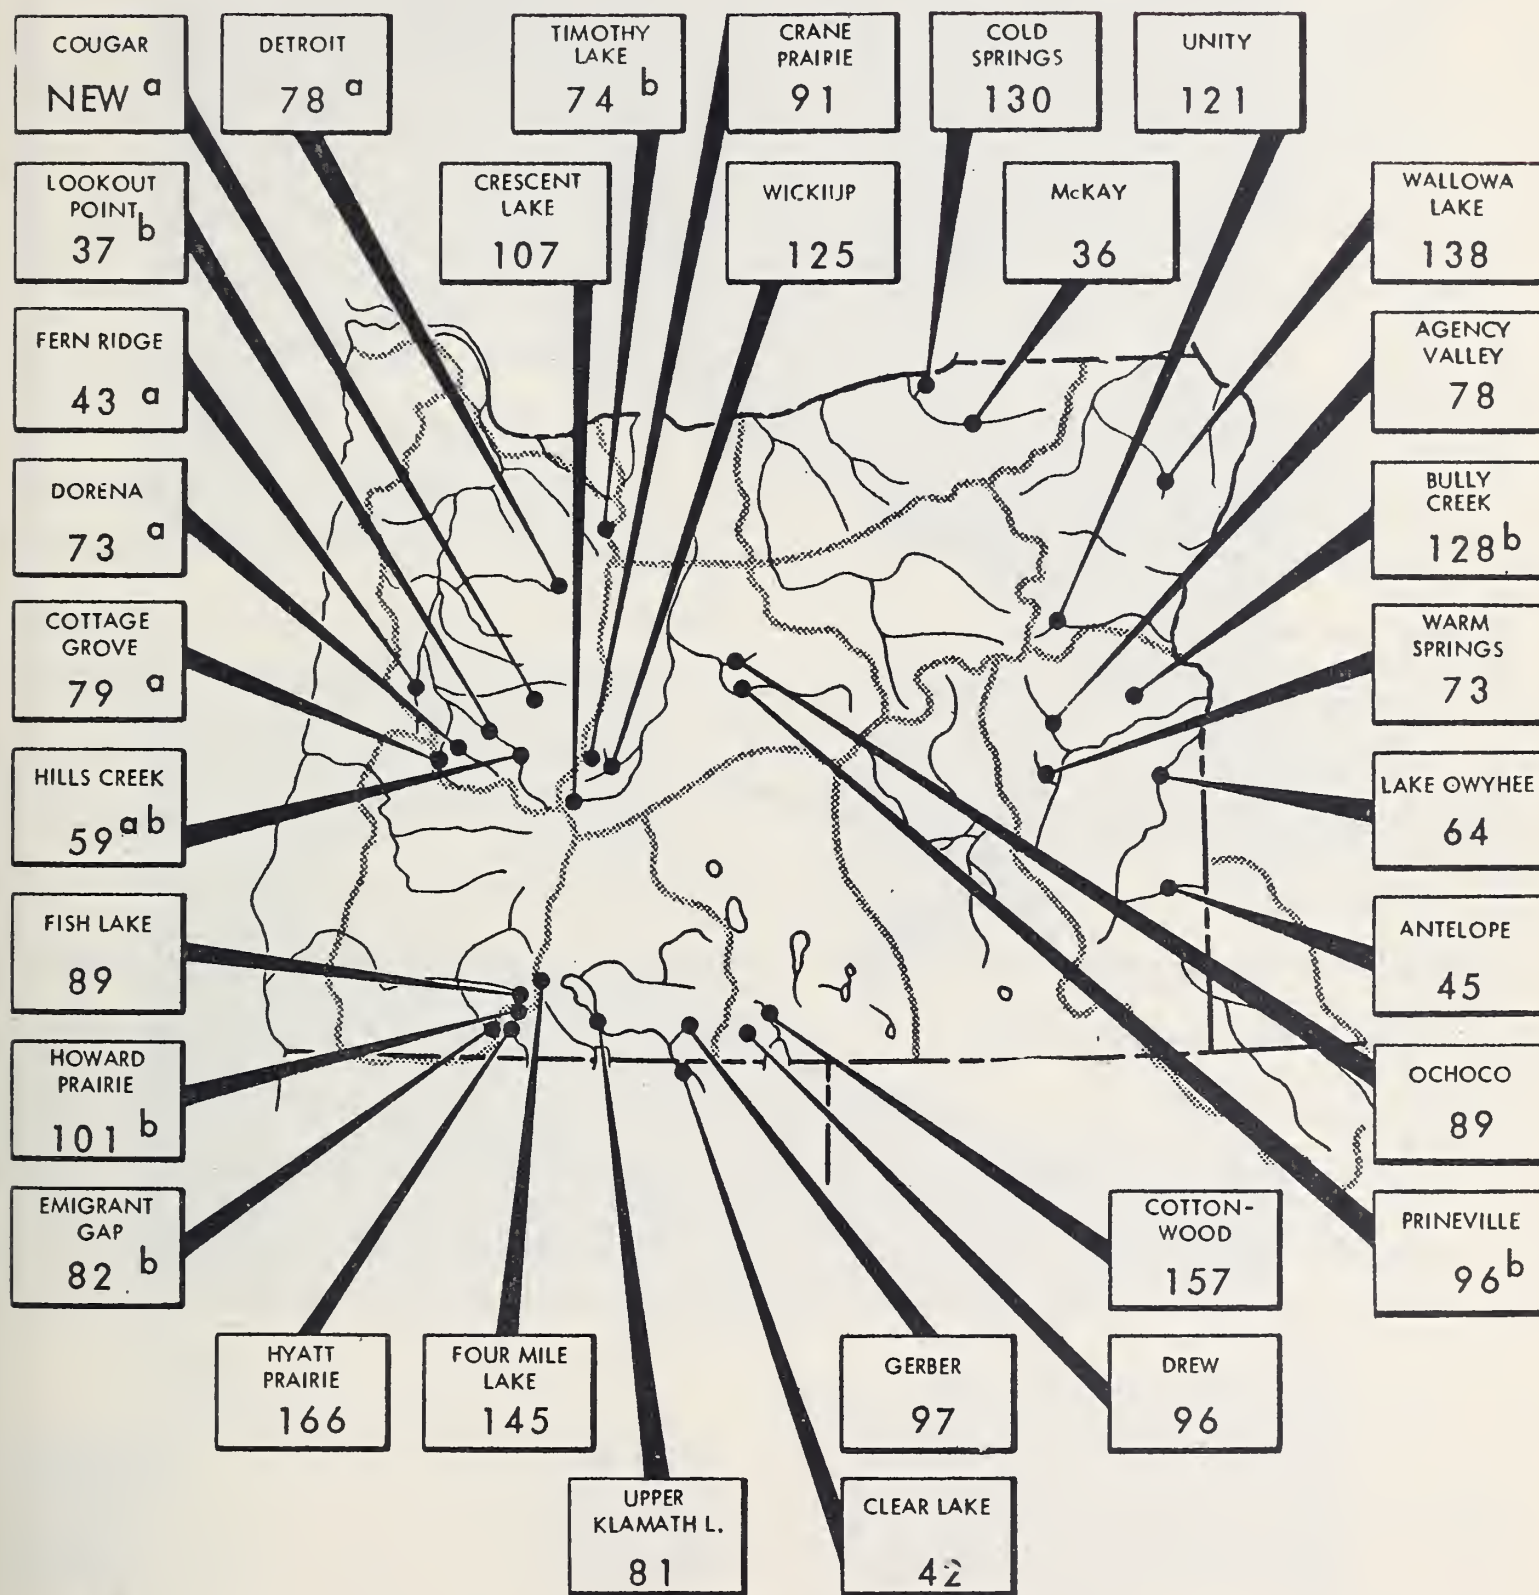 COUGAR
NEW a
DETROIT
78 a
TIMOTHY
LAKE
74 b
CRANE
PRAIRIE
91
COLD
SPRINGS
130
UNITY
121
LOOKOUT
POINT
37 b
CRESCENT
LAKE
107
WICKIUP
125
McKAY
36
WALLOWA
LAKE
138
FERN RIDGE
43 a
AGENCY
VALLEY
78
DORENA
73 a
BULLY
CREEK
128 b
COTTAGE
GROVE
79 a
WARM
SPRINGS
73
HILLS CREEK
59 a b
LAKE OWYHEE
64
FISH LAKE
89
ANTELOPE
45
HOWARD
PRAIRIE
101 b
OCHOCO
89
EMIGRANT
GAP
82 b
COTTON-
WOOD
157
PRINEVILLE
96 b
HYATT
PRAIRIE
166
FOUR MILE
LAKE
145
GERBER
97
DREW
96
UPPER
KLAMATH L.
81
CLEAR LAKE
42